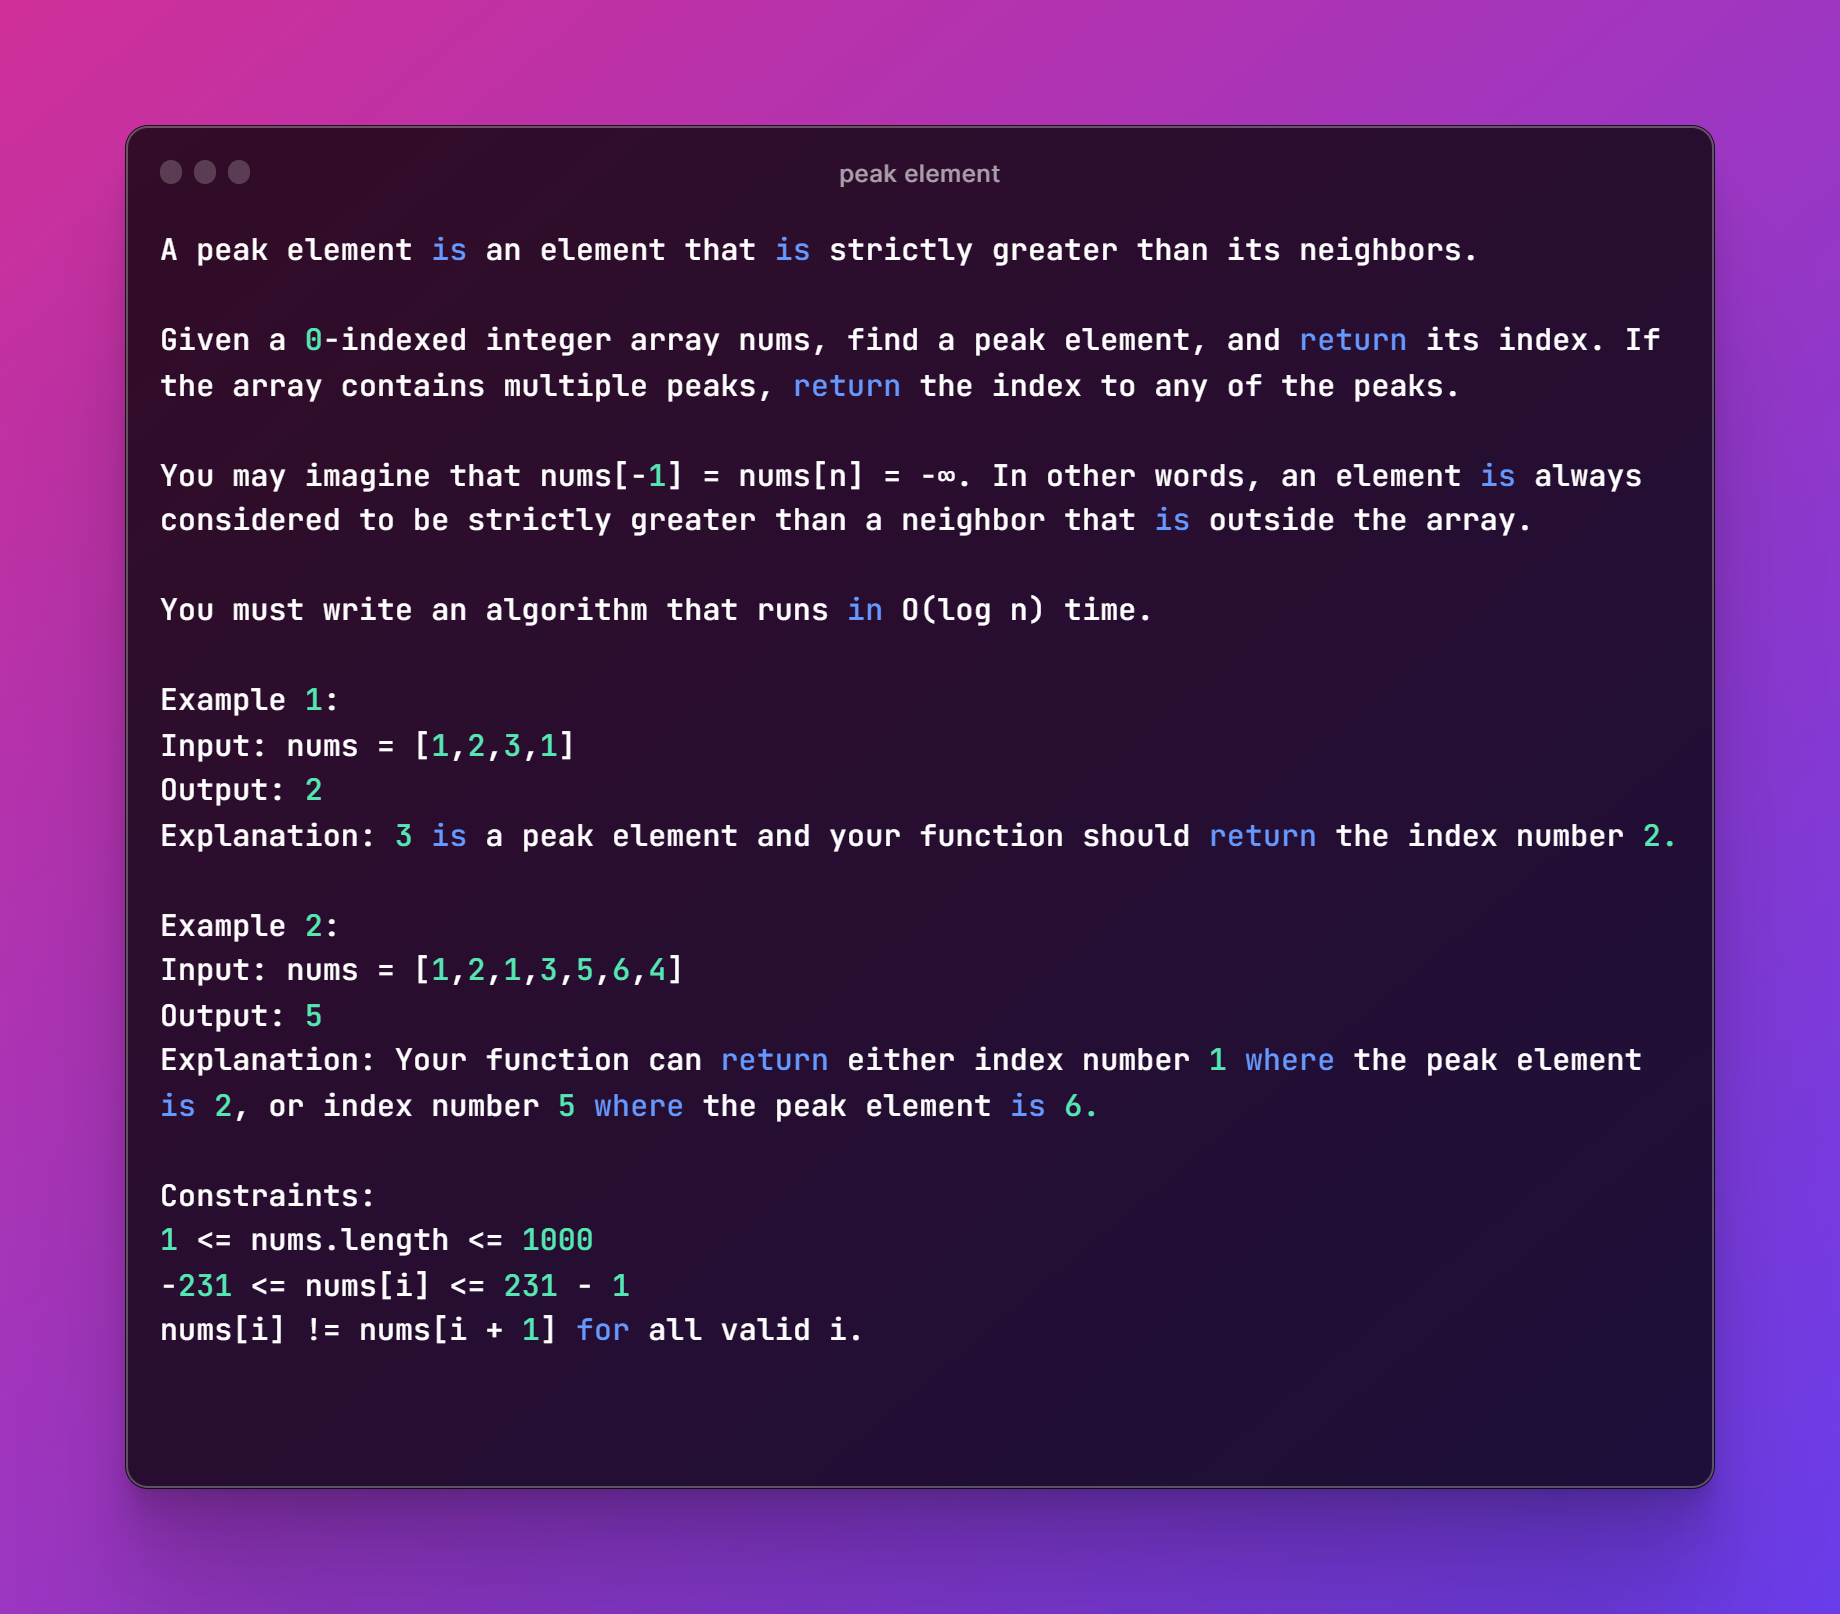 peak element
A peak element is an element that is strictly greater than its neighbors.
Given a 0-indexed integer array nums, find a peak element, and return its index. If
the array contains multiple peaks, return the index to any of the peaks.
You may imagine that nums[-1] = nums[n] = -∞. In other words, an element is always
considered to be strictly greater than a neighbor that is outside the array.
You must write an algorithm that runs in O(log n) time.
Example 1:
Input: nums = [1,2,3,1]
Output: 2
Explanation: 3 is a peak element and your function should return the index number 2.
Example 2:
Input: nums = [1,2,1,3,5,6,4]
Output: 5
Explanation: Your function can return either index number 1 where the peak element
is 2, or index number 5 where the peak element is 6.
Constraints:
1 <= nums.length <= 1000
-231 <= nums[i] <= 231 - 1
nums[i] != nums[i + 1] for all valid i.